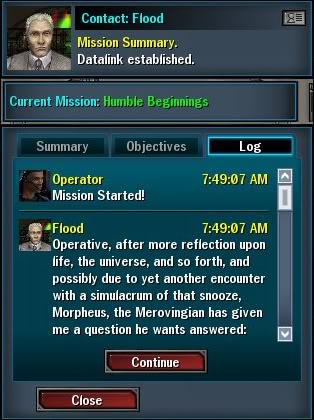 Contact: Flood
Mission Summary.
Datalink established.
Current Mission: Humble Beginnings
Summary Objectives Log
Operator 7:49:07 AM
Mission Started!
Flood 7:49:07 AM
Operative, after more reflection upon
life, the universe, and so forth, and
possibly due to yet another encounter
with a simulacrum of that snooze,
Morpheus, the Merovingian has given
me a question he wants answered:
Continue
Close